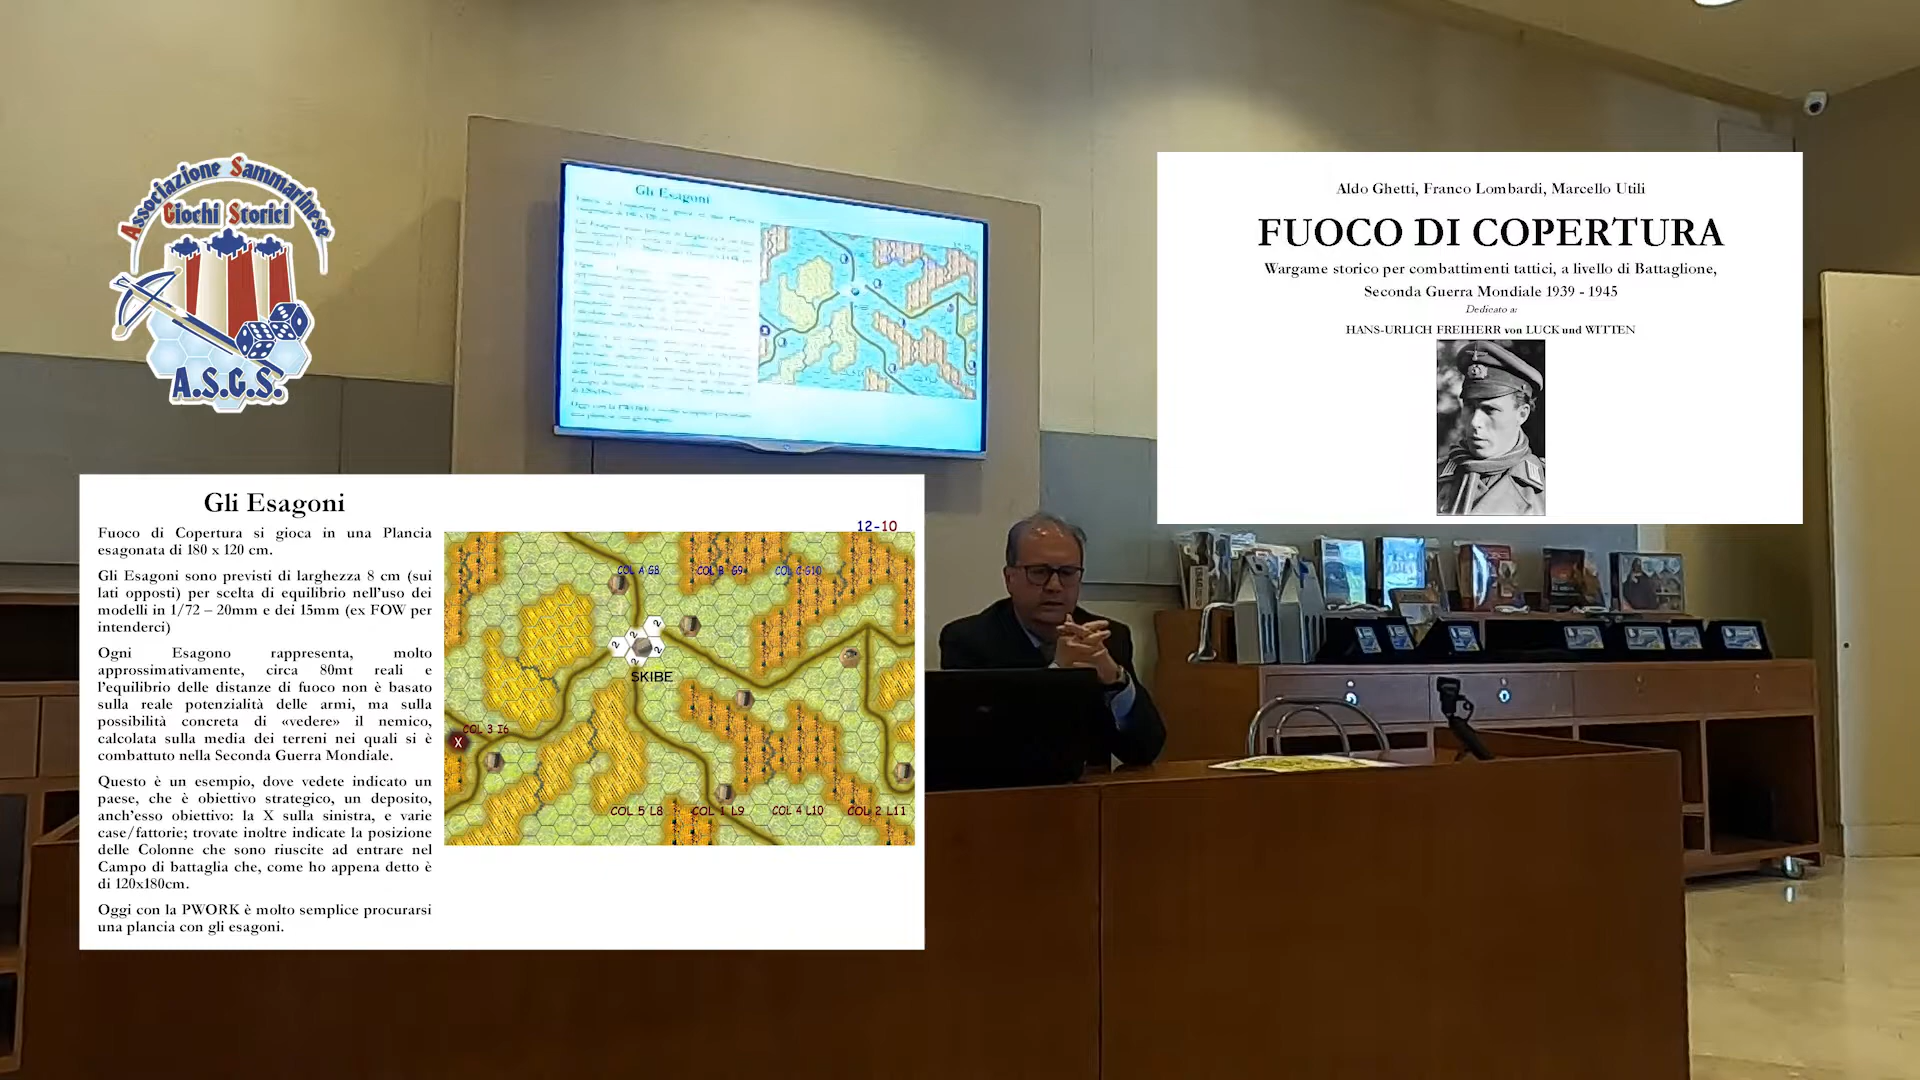 Associazione Sammarinese
Giochi Storici
A.S.G.S.
Gli Esagoni
Aldo Ghetti, Franco Lombardi, Marcello Utili
FUOCO DI COPERTURA
Wargame storico per combattimenti tattici, a livello di Battaglione,
Seconda Guerra Mondiale 1939 - 1945
Dedicato a:
HANS-URLICH FREIHERR von LUCK und WITTEN
Gli Esagoni
Fuoco di Copertura si gioca in una Plancia
esagonata di 180 x 120 cm.
Gli Esagoni sono previsti di larghezza 8 cm (sui
lati opposti) per scelta di equilibrio nell'uso dei
modelli in 1/72 – 20mm e dei 15mm (ex FOW per
intenderci)
Ogni Esagono rappresenta, molto
approssimativamente, circa 80mt reali e
l'equilibrio delle distanze di fuoco non è basato
sulla reale potenzialità delle armi, ma sulla
possibilità concreta di «vedere» il nemico,
calcolata sulla media dei terreni nei quali si è
combattuto nella Seconda Guerra Mondiale.
Questo è un esempio, dove vedete indicato un
paese, che è obiettivo strategico, un deposito,
anch'esso obiettivo: la X sulla sinistra, e varie
case/fattorie; trovate inoltre indicate la posizione
delle Colonne che sono riuscite ad entrare nel
Campo di battaglia che, come ho appena detto è
di 120x180cm.
Oggi con la PWORK è molto semplice procurarsi
una plancia con gli esagoni.
12-10
COL A G8
COL B G9
COL C G10
2
2
2
2
2
SKIBE
COL 3 I6
X
COL 5 L8
COL 1 L9
COL 4 L10
COL 2 L11